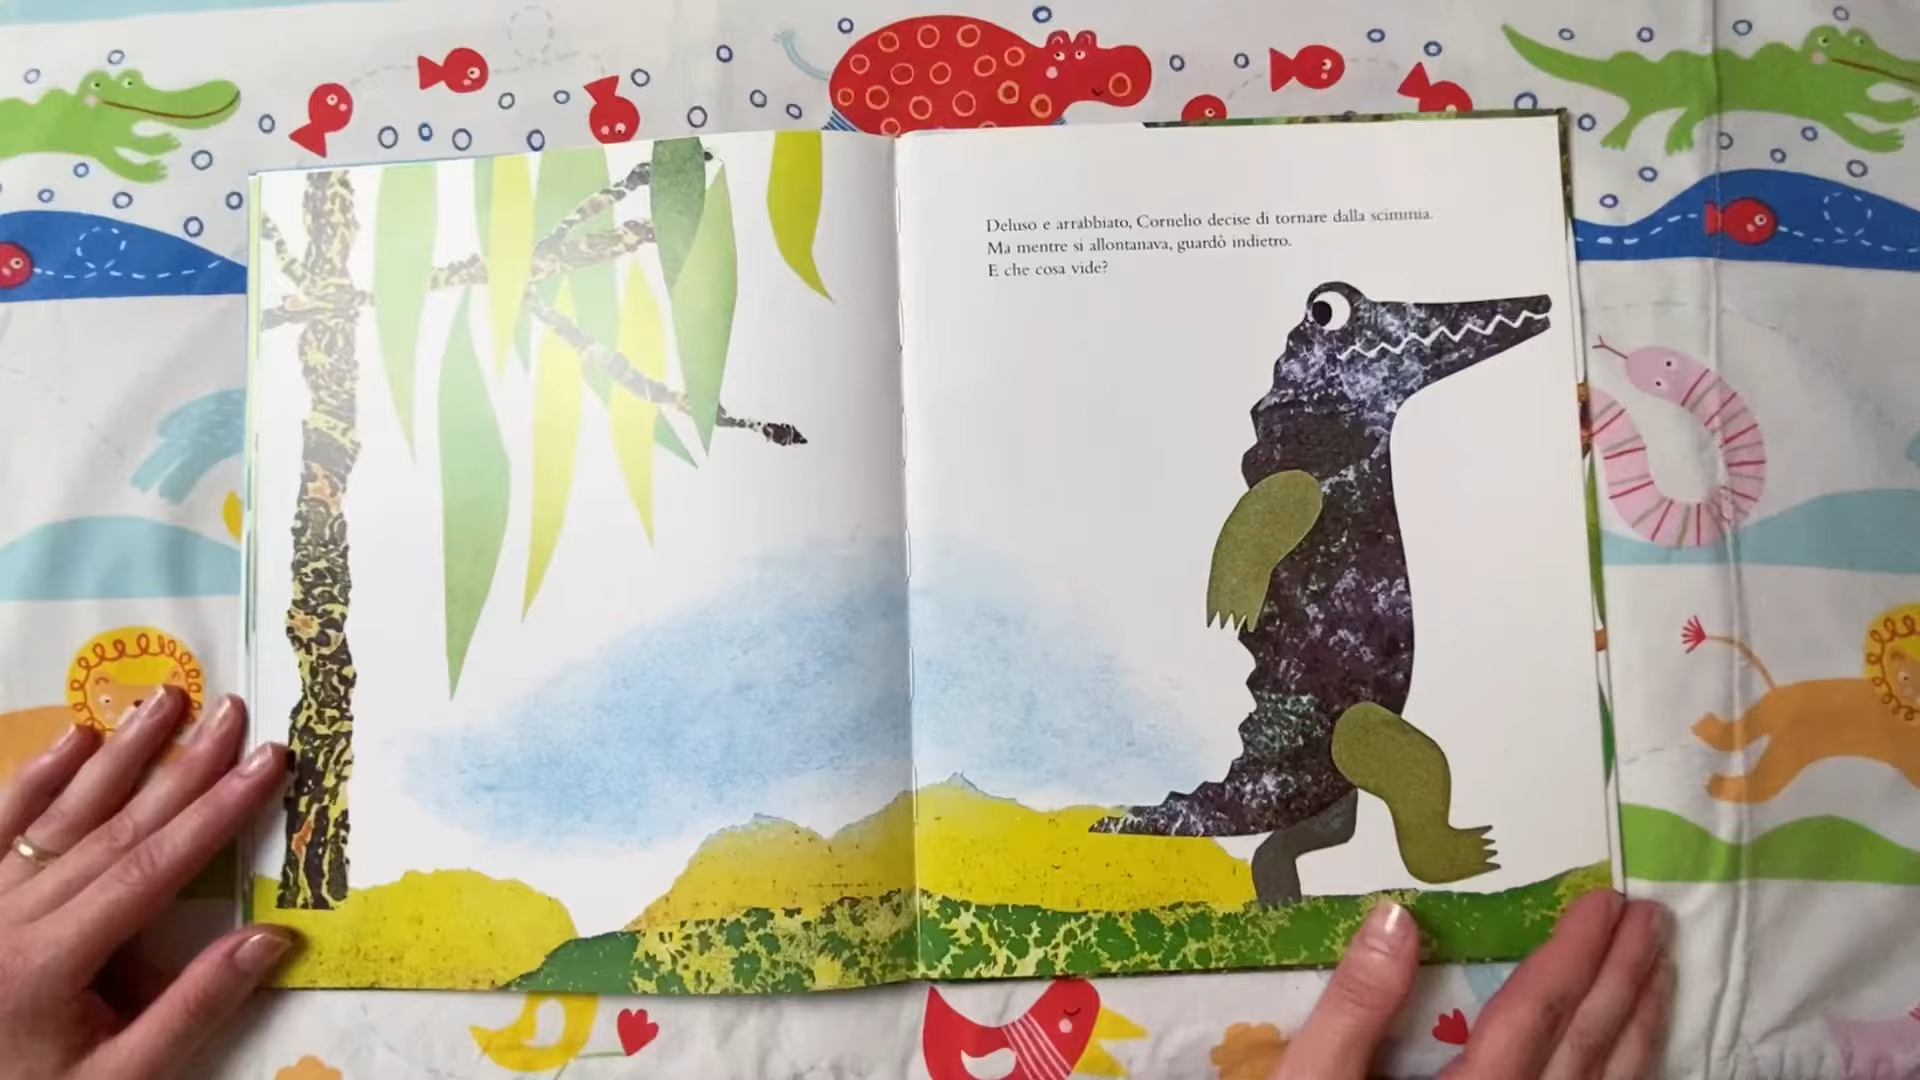 Deluso e arrabbiato, Cornelio decise di tornare dalla scimmia.
Ma mentre si allontanava, guardò indietro.
E che cosa vide?